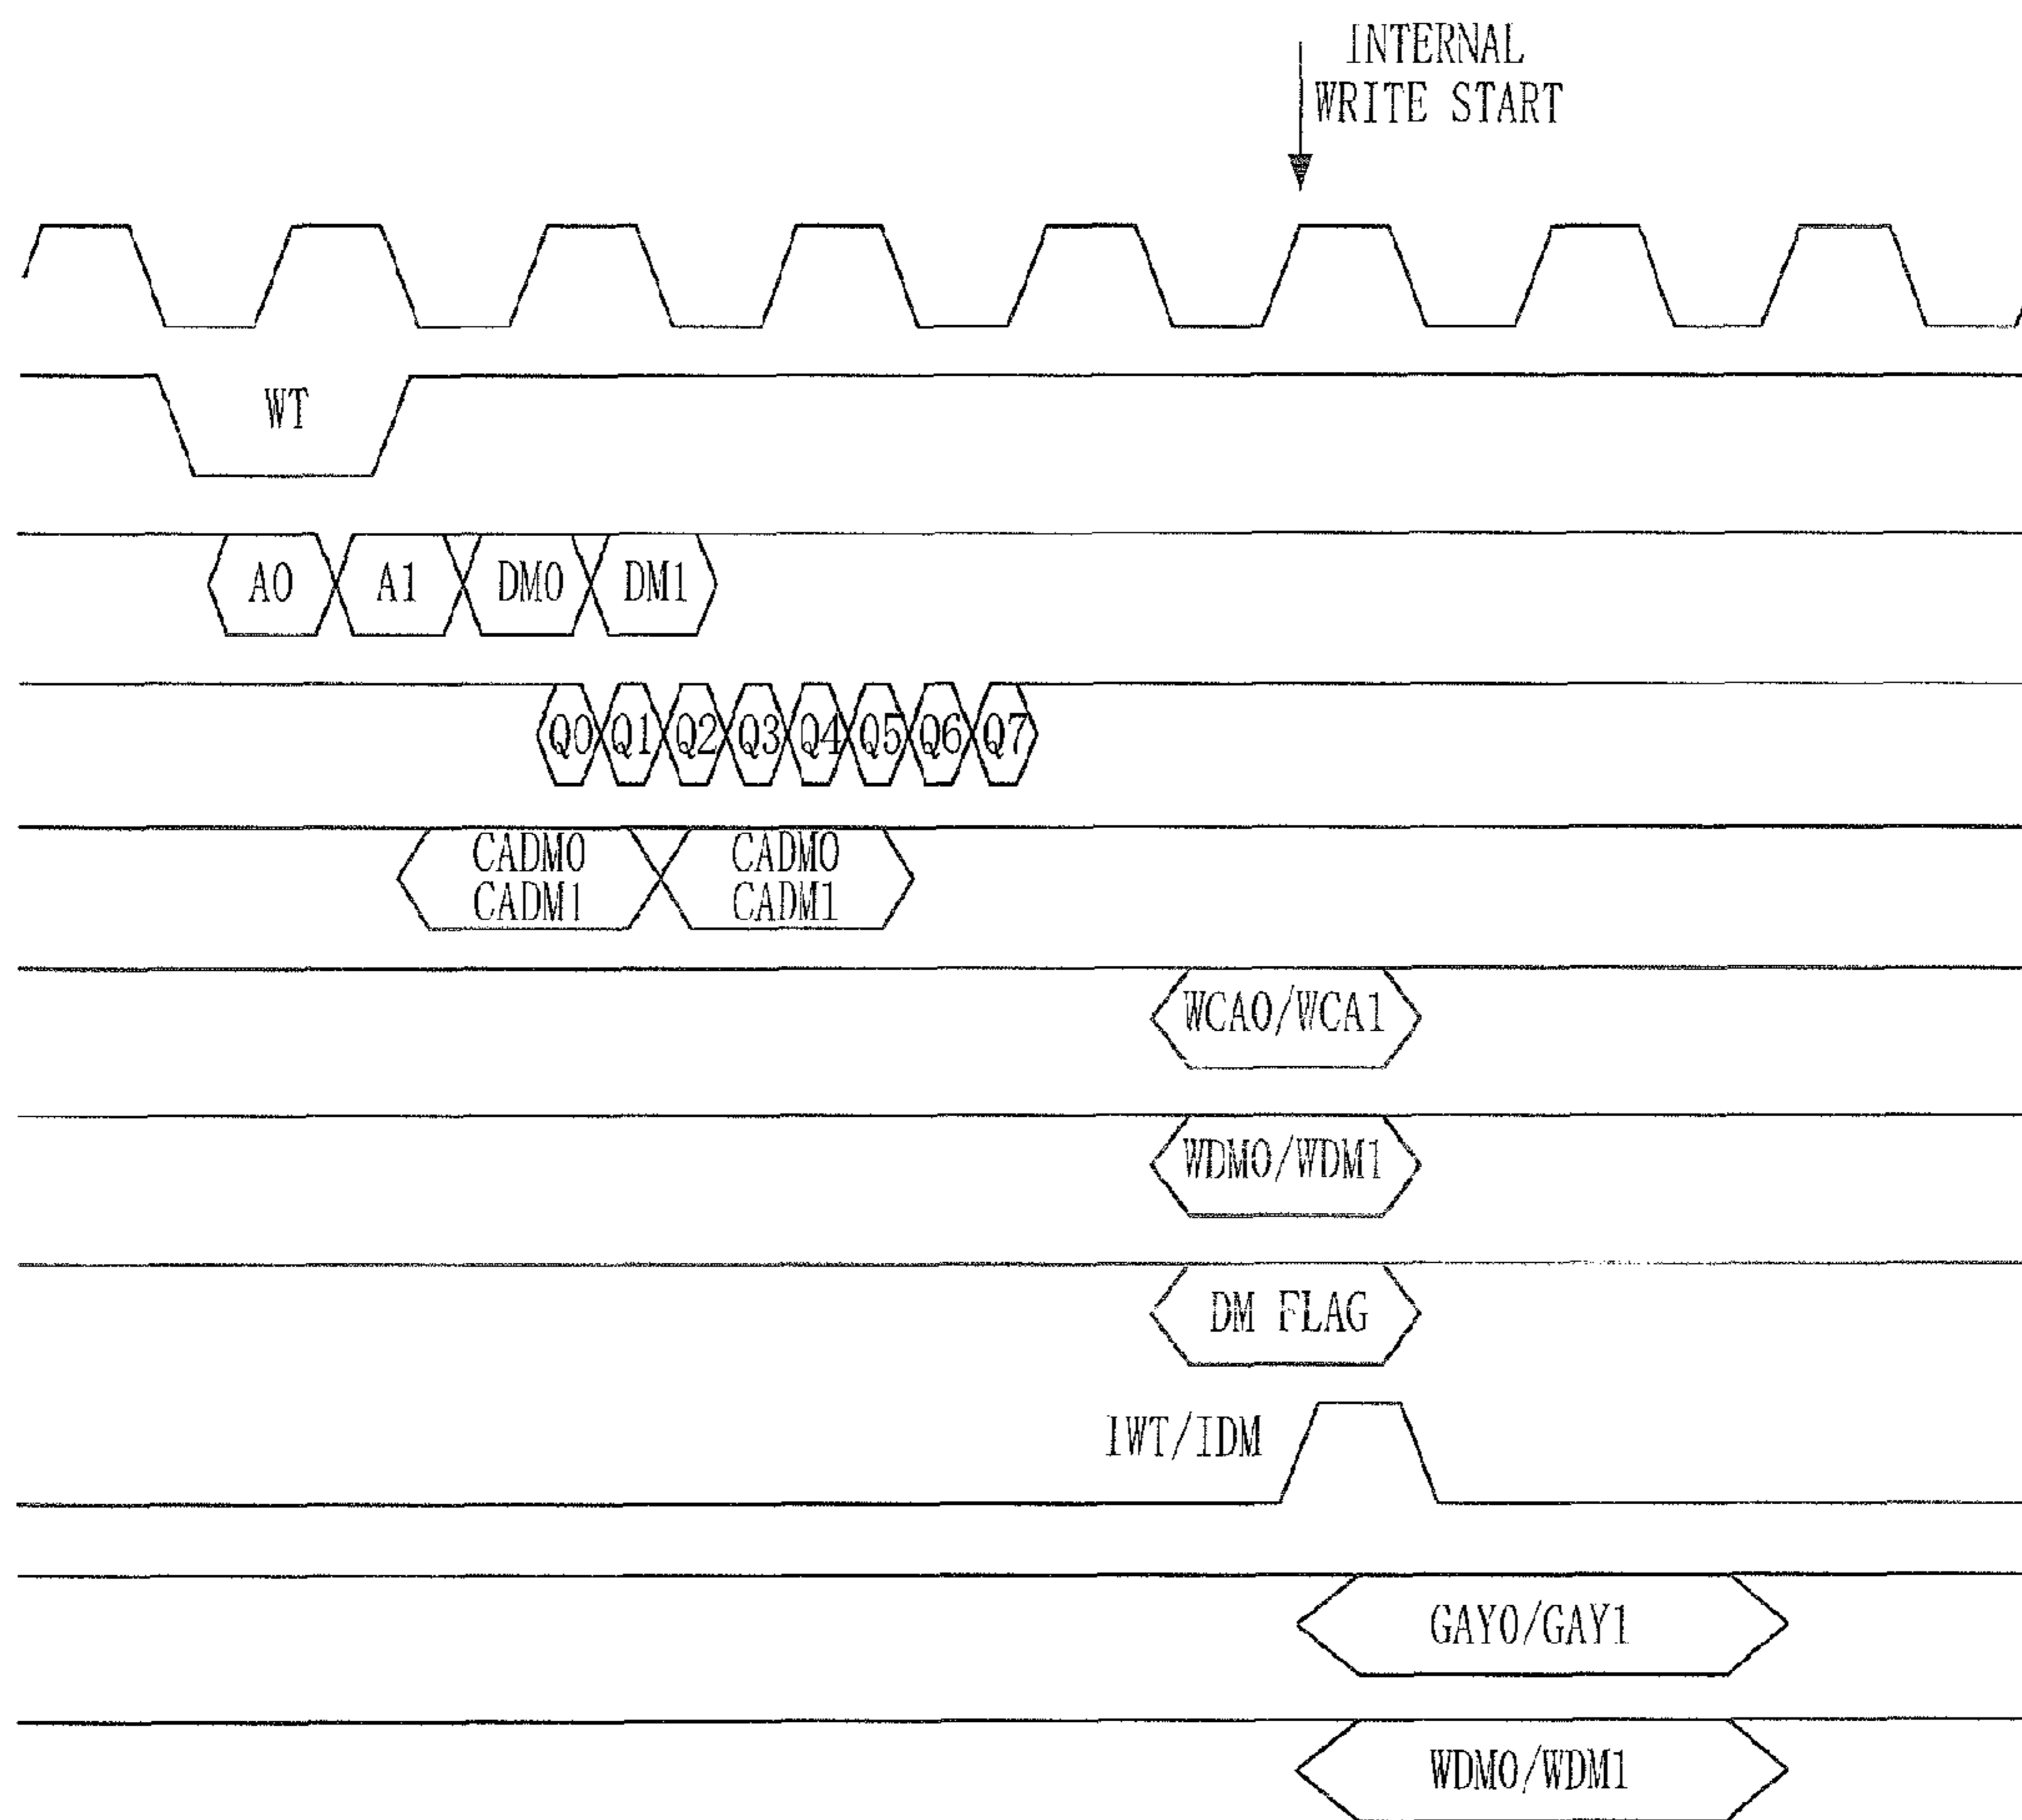 INTERNAL
WRITE START
WT
A0 A1 DM0 DM1
Q0 Q1 Q2 Q3 Q4 Q5 Q6 Q7
CADM0 CADM0
CADM1 CADM1
WCA0/WCA1
WDM0/WDM1
DM FLAG
IWT/IDM
GAY0/GAY1
WDM0/WDM1